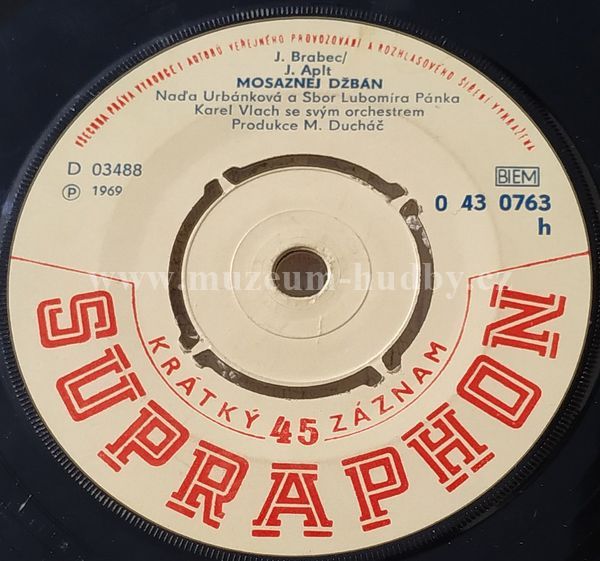 VŠECHNA PRÁVA VÝROBCE I AUTORŮ VEŘEJNÉHO PROVOZOVÁNÍ A ROZHLASOVÉHO ŠÍŘENÍ VYHRAZENA
J. Brabec/
J. Aplt
MOSAZNEJ DŽBÁN
Naďa Urbánková a Sbor Lubomíra Pánka
Karel Vlach se svým orchestrem
Produkce M. Ducháč
D 03488
Ⓟ 1969
BIEM
0 43 0763
h
www.muzeum-hudby.cz
KRÁTKÝ 45 ZÁZNAM
SUPRAPHON